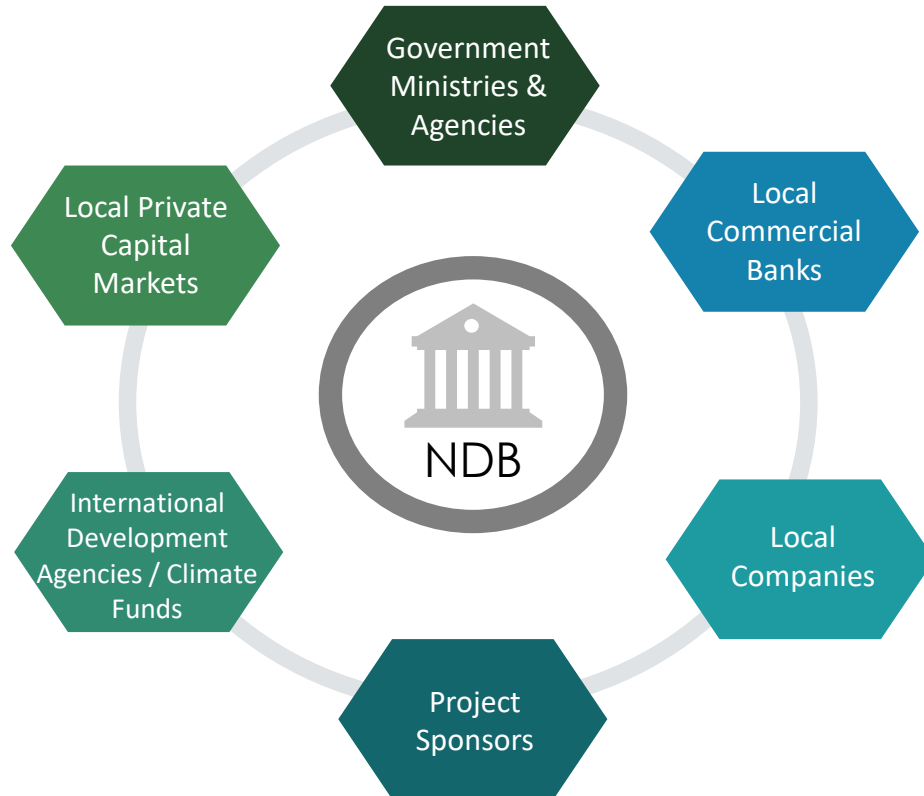 Government
Ministries &
Agencies
Local Private
Capital
Markets
Local
Commercial
Banks
NDB
International
Development
Agencies / Climate
Funds
Local
Companies
Project
Sponsors